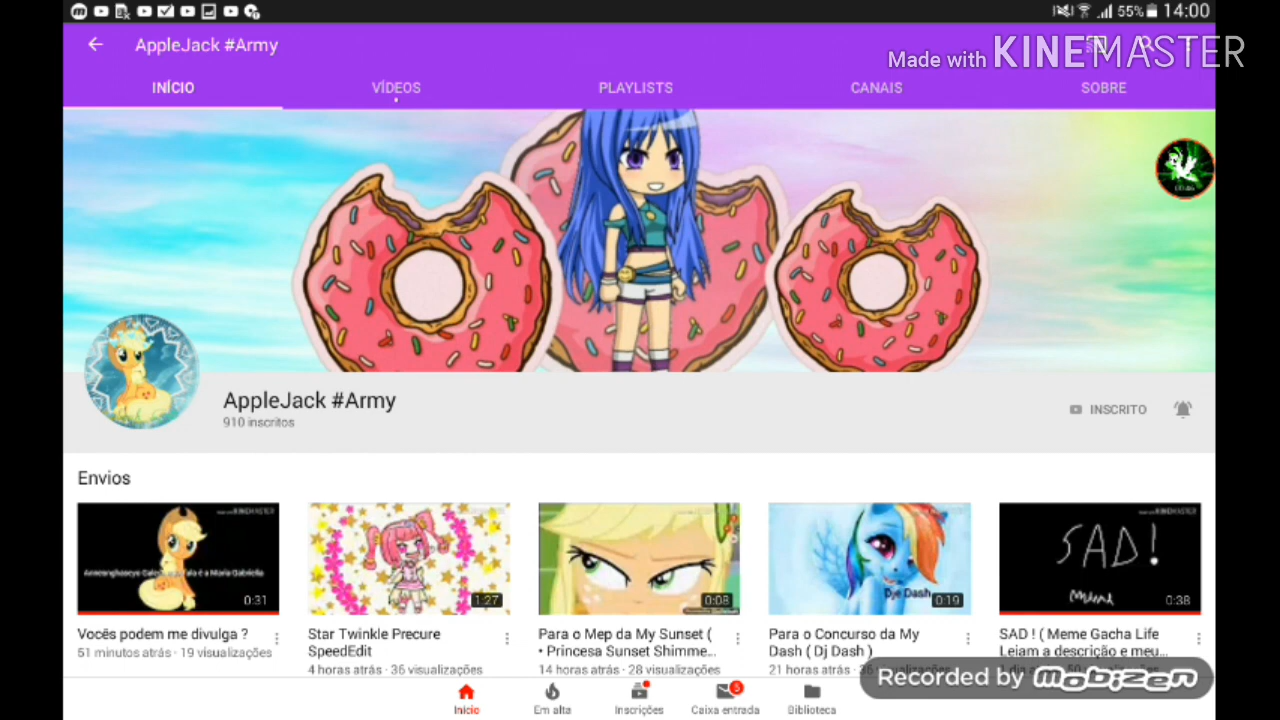 55% 14:00
AppleJack #Army
Made with KINEMASTER
INÍCIO VÍDEOS PLAYLISTS CANAIS SOBRE
AppleJack #Army
910 inscritos
INSCRITO
Envios
0:31
1:27
0:08
Dje Dash
0:19
SAD!
Meme
0:38
Vocês podem me divulga ?
51 minutos atrás · 19 visualizações
Star Twinkle Precure
SpeedEdit
4 horas atrás · 36 visualizações
Para o Mep da My Sunset (
• Princesa Sunset Shimme...
14 horas atrás · 28 visualizações
Para o Concurso da My
Dash ( Dj Dash )
21 horas atrás
SAD ! ( Meme Gacha Life
Leiam a descrição e meu...
Recorded by mobizen
Início Em alta Inscrições Caixa entrada 5 Biblioteca